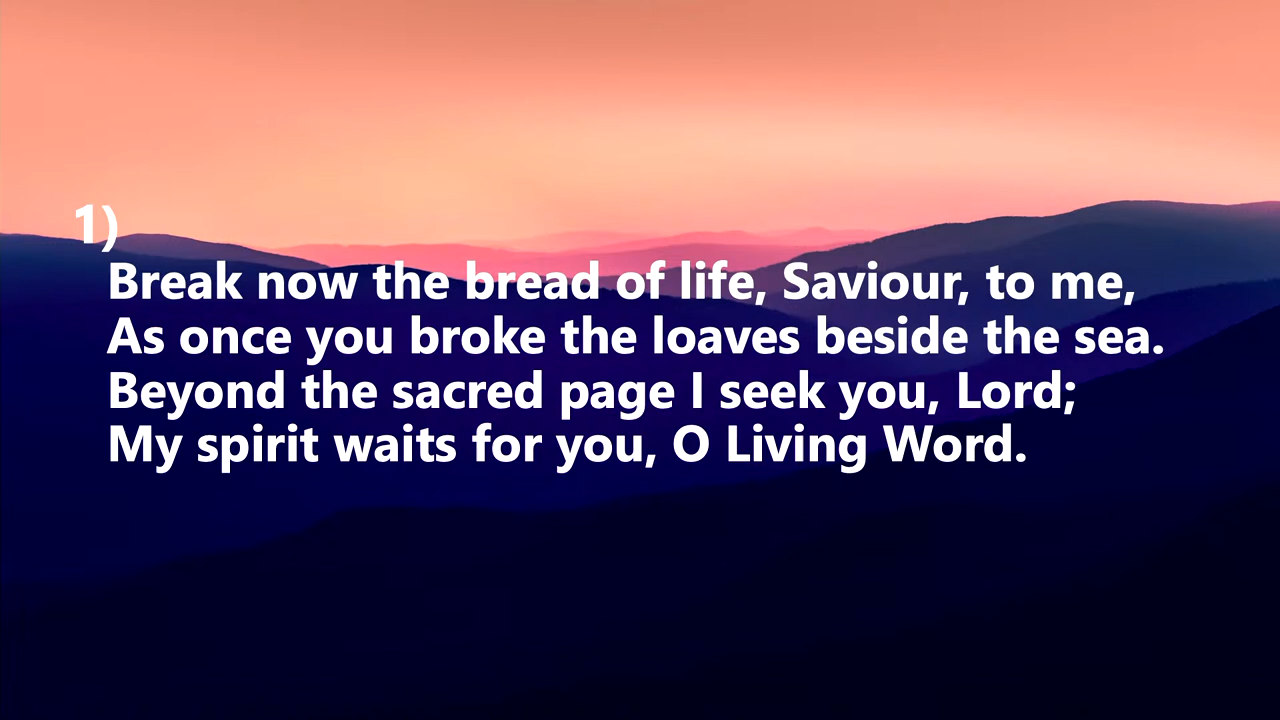 1)
Break now the bread of life, Saviour, to me,
As once you broke the loaves beside the sea.
Beyond the sacred page I seek you, Lord;
My spirit waits for you, O Living Word.